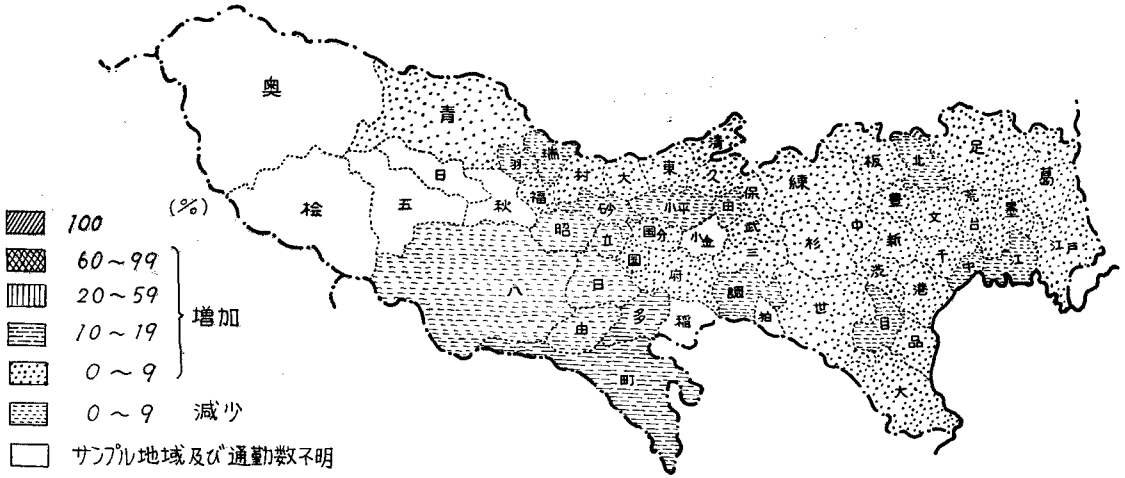 奥
青
日
五
桧
秋
羽
瑞
福
村
大
東
清
久
砂
昭
立
小平
国分
国
小金
田
保
武
三
府
調
狛
八
日
由
多
稲
町
練
板
北
足
葛
豊
荒
文
台
墨
中
新
杉
千
江
江戸
渋
港
世
目
品
大
(%)
100
60~99
20~59
10~19
0~9
増加
0~9 減少
サンプル地域及び通勤数不明